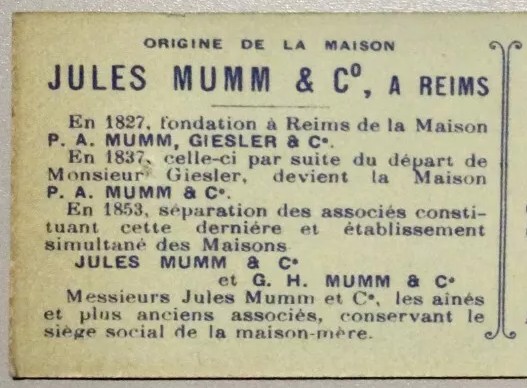 ORIGINE DE LA MAISON
JULES MUMM & Cº, A REIMS
En 1827, fondation à Reims de la Maison
P. A. MUMM, GIESLER & Cº.
En 1837, celle-ci par suite du départ de
Monsieur Giesler, devient la Maison
P. A. MUMM & Cº.
En 1853, séparation des associés consti-
tuant cette derniére et établissement
simultané des Maisons
JULES MUMM & Cº
et G. H. MUMM & Cº
Messieurs Jules Mumm et Cº, les ainés
et plus anciens associés, conservant le
siège social de la maison-mère.